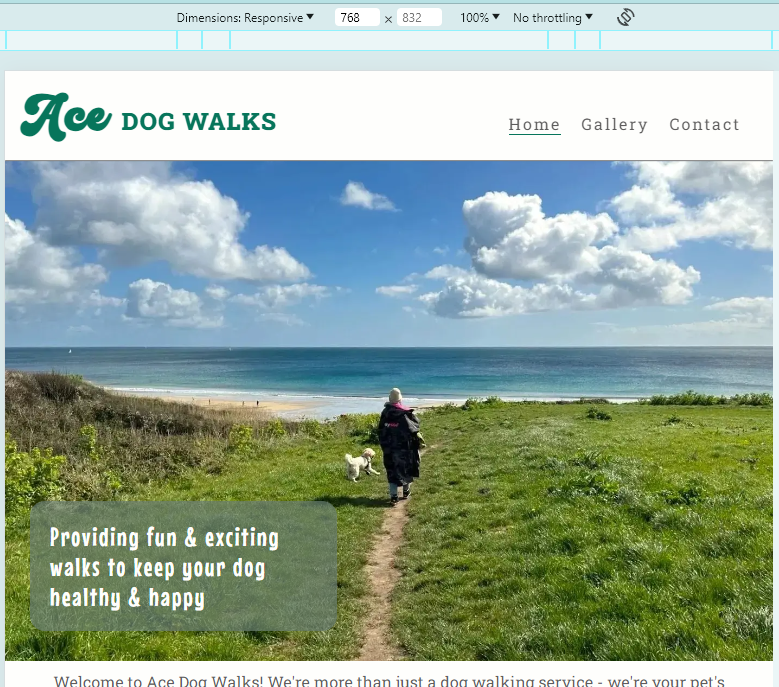 Dimensions: Responsive 768 × 832 100% No throttling
Ace DOG WALKS
Home Gallery Contact
Providing fun & exciting
walks to keep your dog
healthy & happy
Welcome to Ace Dog Walks! We're more than just a dog walking service - we're your pet's